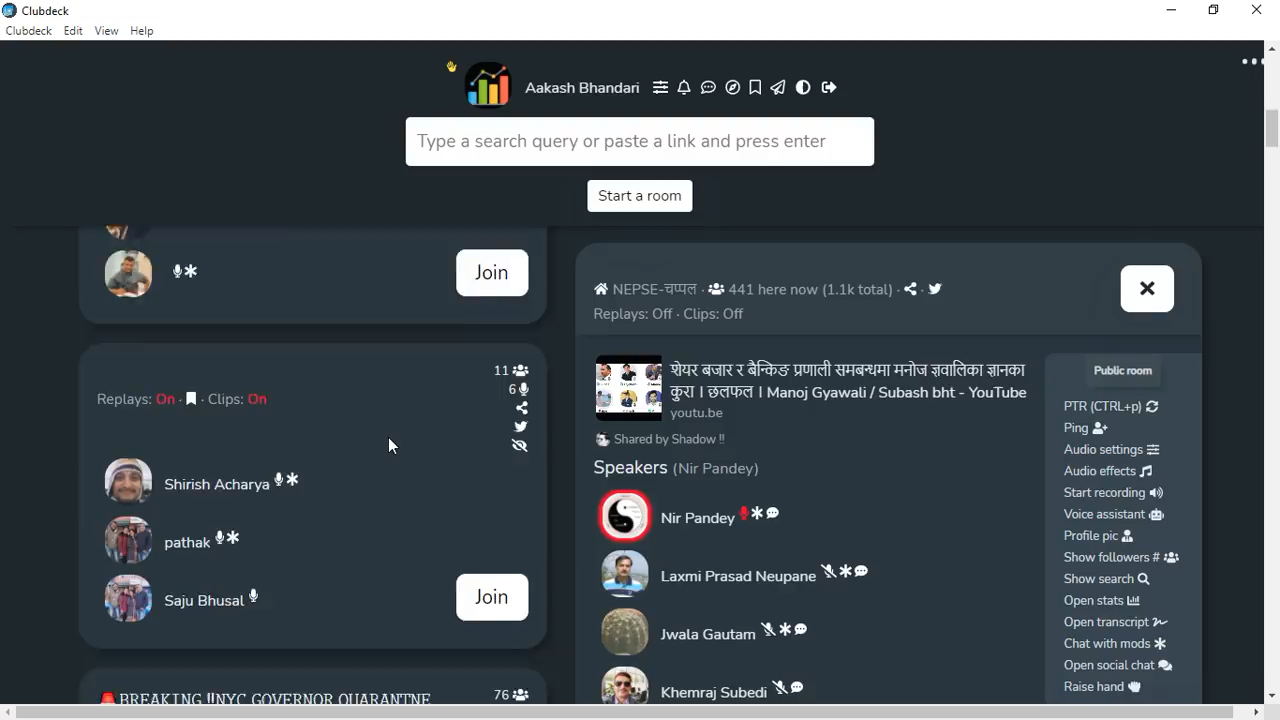 Clubdeck
Clubdeck Edit View Help
Aakash Bhandari
Type a search query or paste a link and press enter
Start a room
Join
11
6
Replays: On · Clips: On
Shirish Acharya
pathak
Saju Bhusal
Join
BREAKING !!NYC GOVERNOR QUARANTNE
76
NEPSE-चप्पल · 441 here now (1.1k total) ·
Replays: Off · Clips: Off
शेयर बजार र बैन्किङ प्रणाली समबन्धमा मनोज ज्ञवालिका ज्ञानका
कुरा । छलफल । Manoj Gyawali / Subash bht - YouTube
youtu.be
Shared by Shadow !!
Speakers (Nir Pandey)
Nir Pandey
Laxmi Prasad Neupane
Jwala Gautam
Khemraj Subedi
Public room
PTR (CTRL+p)
Ping
Audio settings
Audio effects
Start recording
Voice assistant
Profile pic
Show followers #
Show search
Open stats
Open transcript
Chat with mods
Open social chat
Raise hand